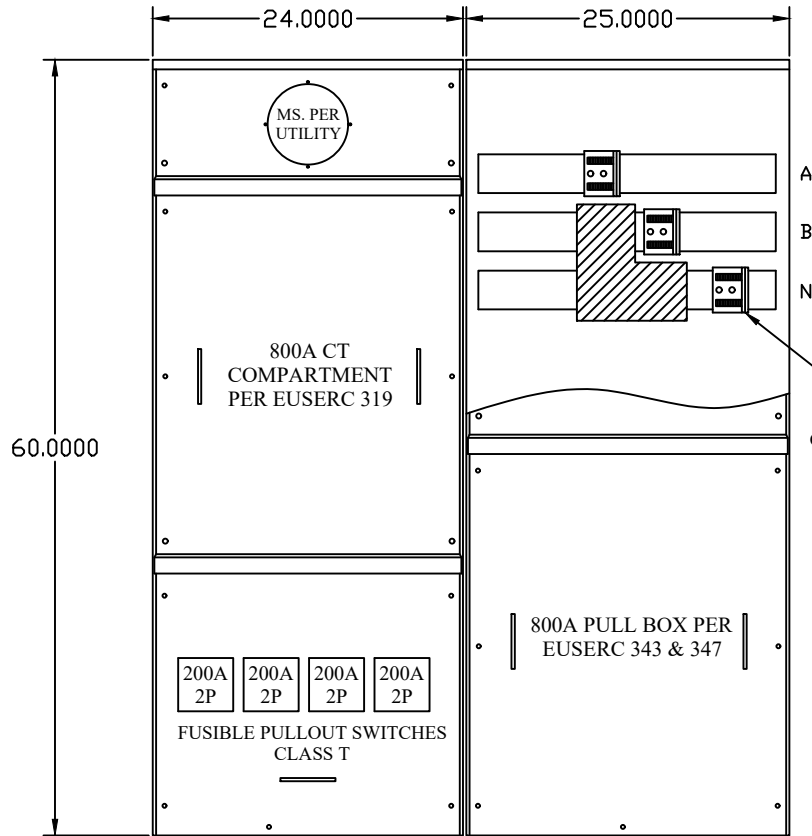 24.0000
25.0000
MS. PER
UTILITY
A
B
N
800A CT
COMPARTMENT
PER EUSERC 319
60.0000
800A PULL BOX PER
EUSERC 343 & 347
200A
2P
200A
2P
200A
2P
200A
2P
FUSIBLE PULLOUT SWITCHES
CLASS T